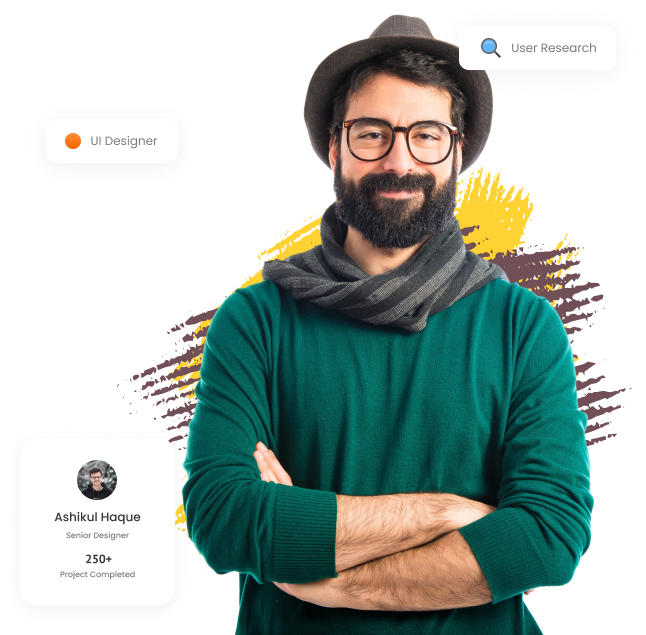 User Research
UI Designer
Ashikul Haque
Senior Designer
250+
Project Completed